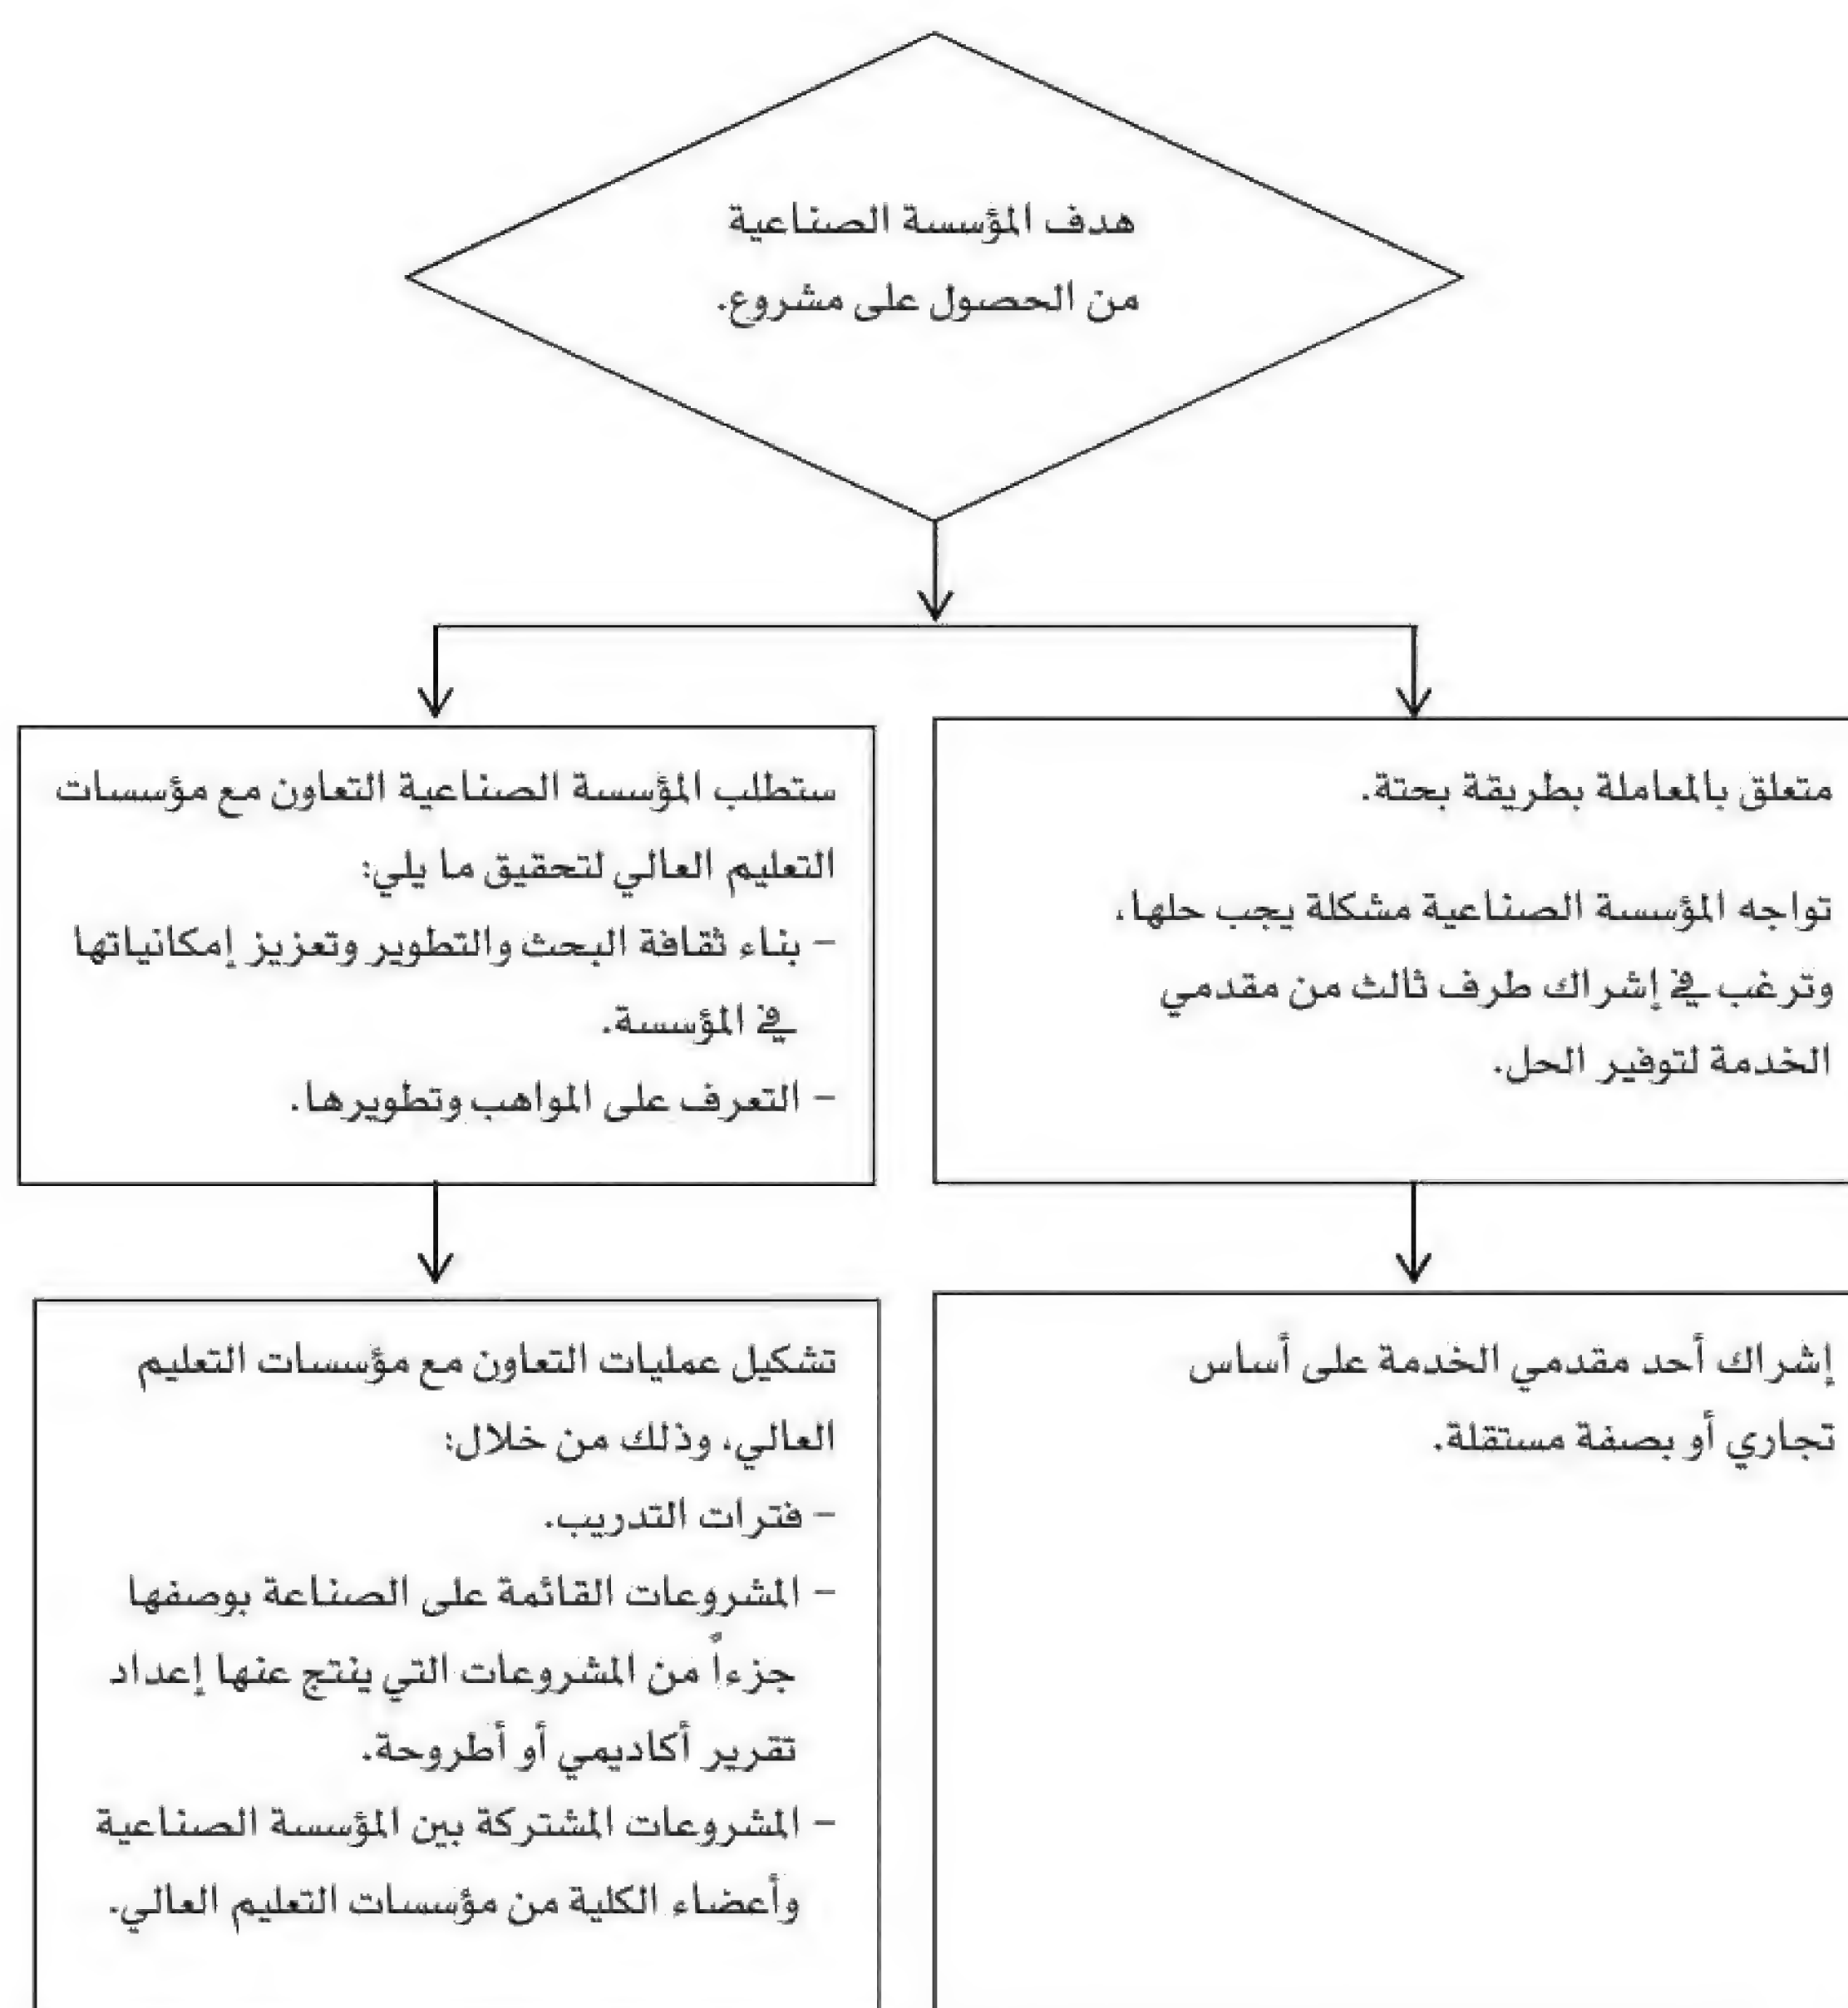 هدف المؤسسة الصناعية
من الحصول على مشروع.
متعلق بالمعاملة بطريقة بحتة.
تواجه المؤسسة الصناعية مشكلة يجب حلها،
وترغب في إشراك طرف ثالث من مقدمي
الخدمة لتوفير الحل.
ستطلب المؤسسة الصناعية التعاون مع مؤسسات
التعليم العالي لتحقيق ما يلي:
– بناء ثقافة البحث والتطوير وتعزيز إمكانياتها
في المؤسسة.
– التعرف على المواهب وتطويرها.
إشراك أحد مقدمي الخدمة على أساس
تجاري أو بصفة مستقلة.
تشكيل عمليات التعاون مع مؤسسات التعليم
العالي، وذلك من خلال:
– فترات التدريب.
– المشروعات القائمة على الصناعة بوصفها
جزءاً من المشروعات التي ينتج عنها إعداد
تقرير أكاديمي أو أطروحة.
– المشروعات المشتركة بين المؤسسة الصناعية
وأعضاء الكلية من مؤسسات التعليم العالي.